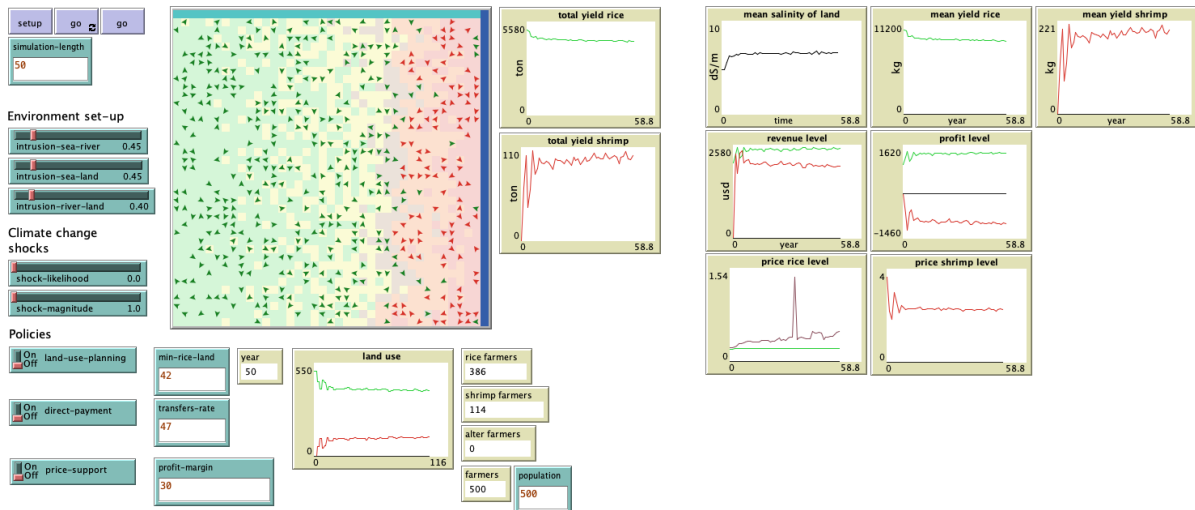 setup
go
go
simulation-length
50
Environment set-up
intrusion-sea-river 0.45
intrusion-sea-land 0.45
intrusion-river-land 0.40
Climate change
shocks
shock-likelihood 0.0
shock-magnitude 1.0
Policies
On
Off
land-use-planning
On
Off
direct-payment
On
Off
price-support
min-rice-land
42
transfers-rate
47
profit-margin
30
year
50
land use
550
0
0
116
rice farmers
386
shrimp farmers
114
alter farmers
0
farmers
500
population
500
total yield rice
5580
ton
0
0
58.8
total yield shrimp
110
ton
0
0
58.8
mean salinity of land
10
dS/m
0
0
time
58.8
mean yield rice
11200
kg
0
0
year
58.8
mean yield shrimp
221
kg
0
0
year
58.8
revenue level
2580
usd
0
0
year
58.8
profit level
1620
-1460
0
58.8
price rice level
1.54
0
0
58.8
price shrimp level
4
0
0
58.8